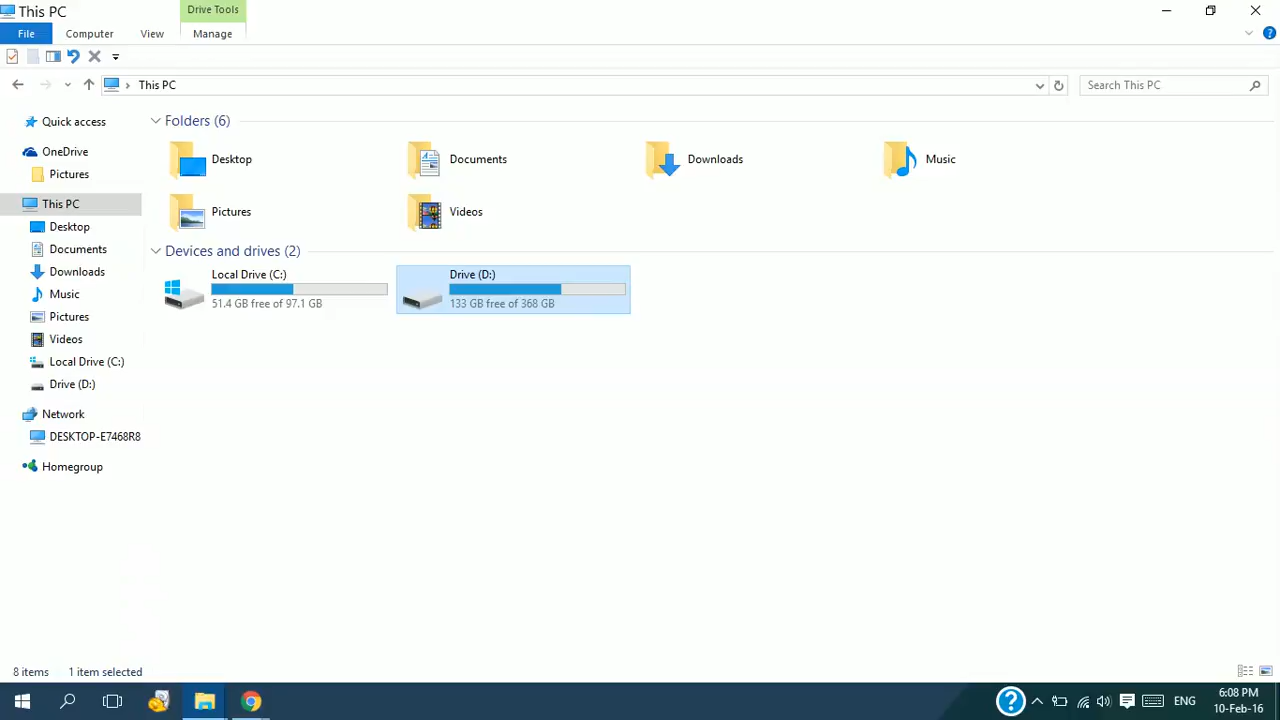 This PC
Drive Tools
File
Computer
View
Manage
This PC
Search This PC
Quick access
OneDrive
Pictures
This PC
Desktop
Documents
Downloads
Music
Pictures
Videos
Local Drive (C:)
Drive (D:)
Network
DESKTOP-E7468R8
Homegroup
Folders (6)
Desktop
Documents
Downloads
Music
Pictures
Videos
Devices and drives (2)
Local Drive (C:)
51.4 GB free of 97.1 GB
Drive (D:)
133 GB free of 368 GB
8 items
1 item selected
ENG
6:08 PM
10-Feb-16